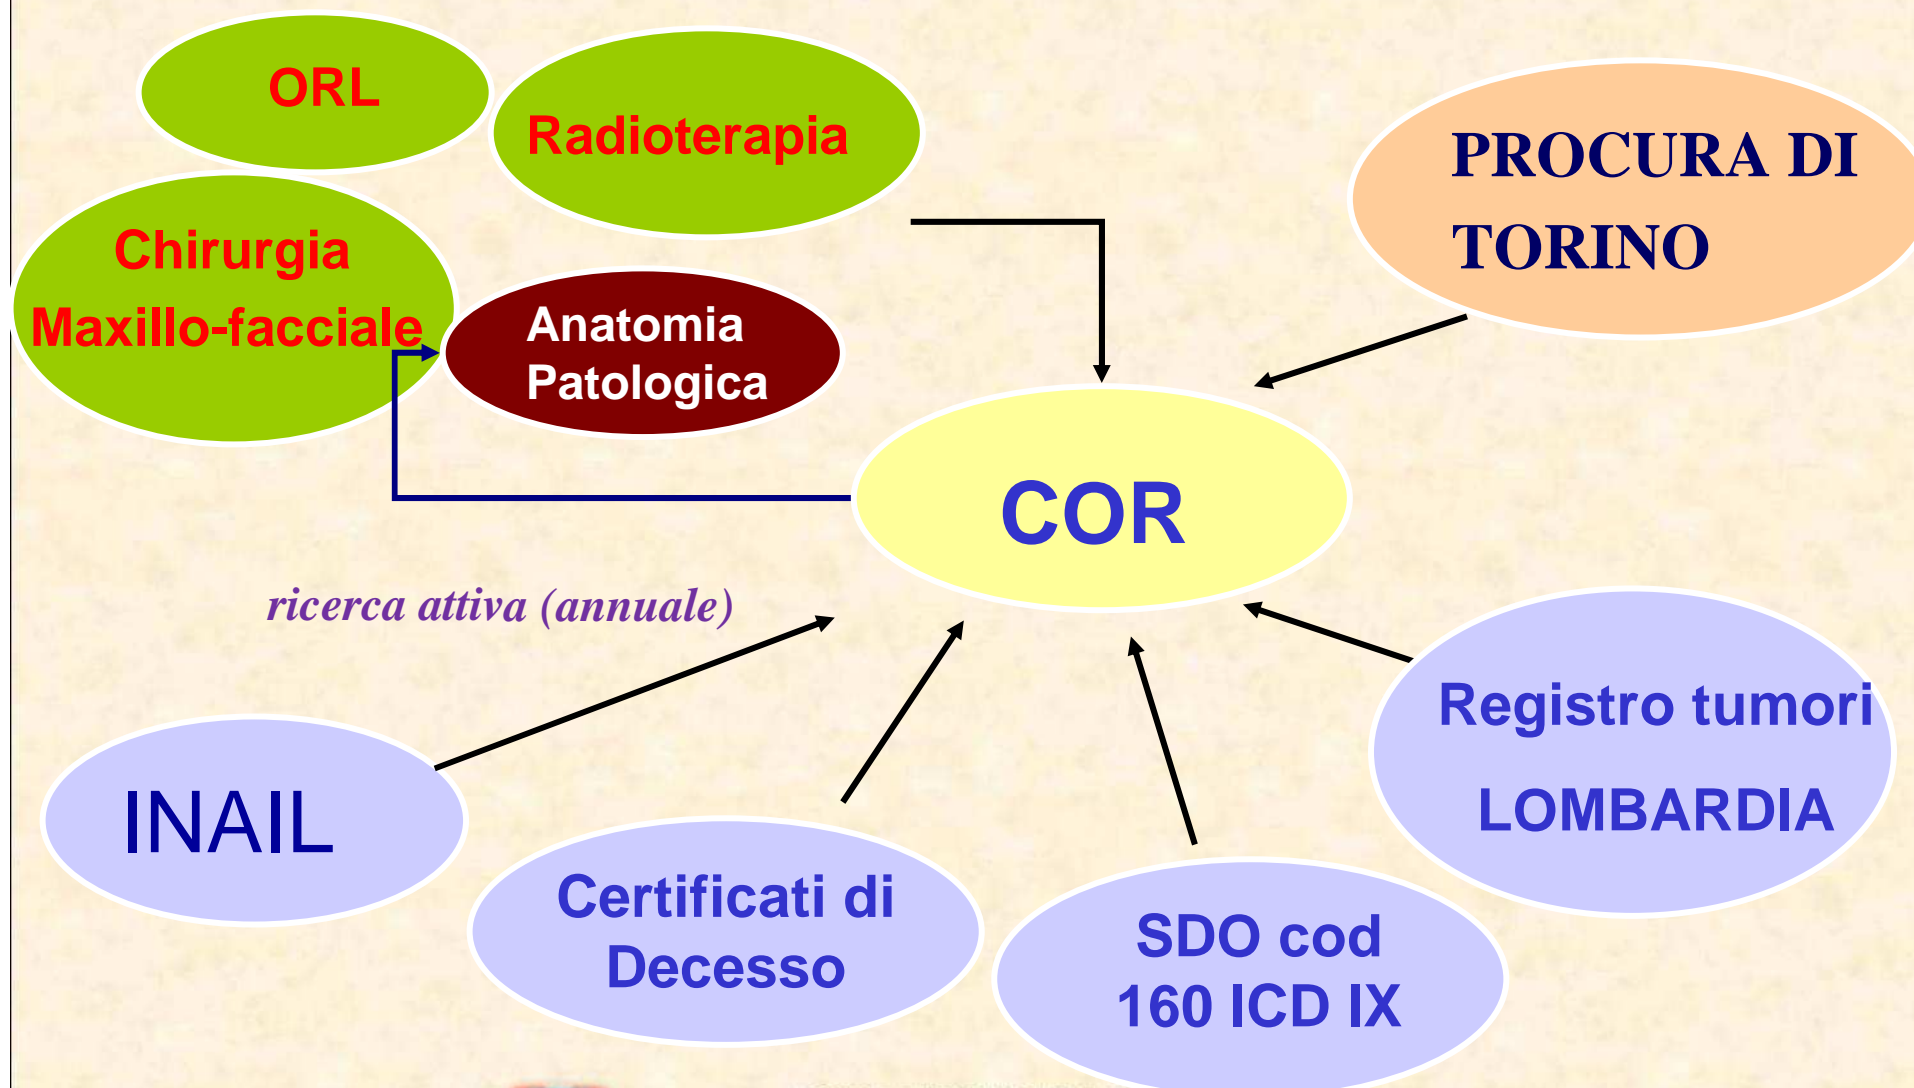 ORL
Radioterapia
PROCURA DI
TORINO
Chirurgia
Maxillo-facciale
Anatomia
Patologica
COR
ricerca attiva (annuale)
Registro tumori
LOMBARDIA
INAIL
Certificati di
Decesso
SDO cod
160 ICD IX